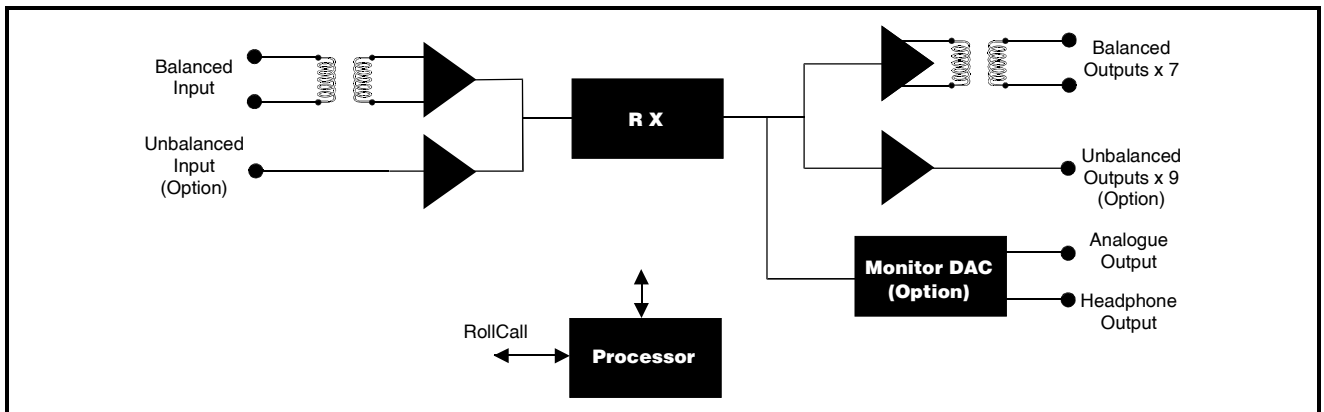 Balanced
Input
Unbalanced
Input
(Option)
R X
Balanced
Outputs x 7
Unbalanced
Outputs x 9
(Option)
Monitor DAC
(Option)
Analogue
Output
Headphone
Output
RollCall
Processor